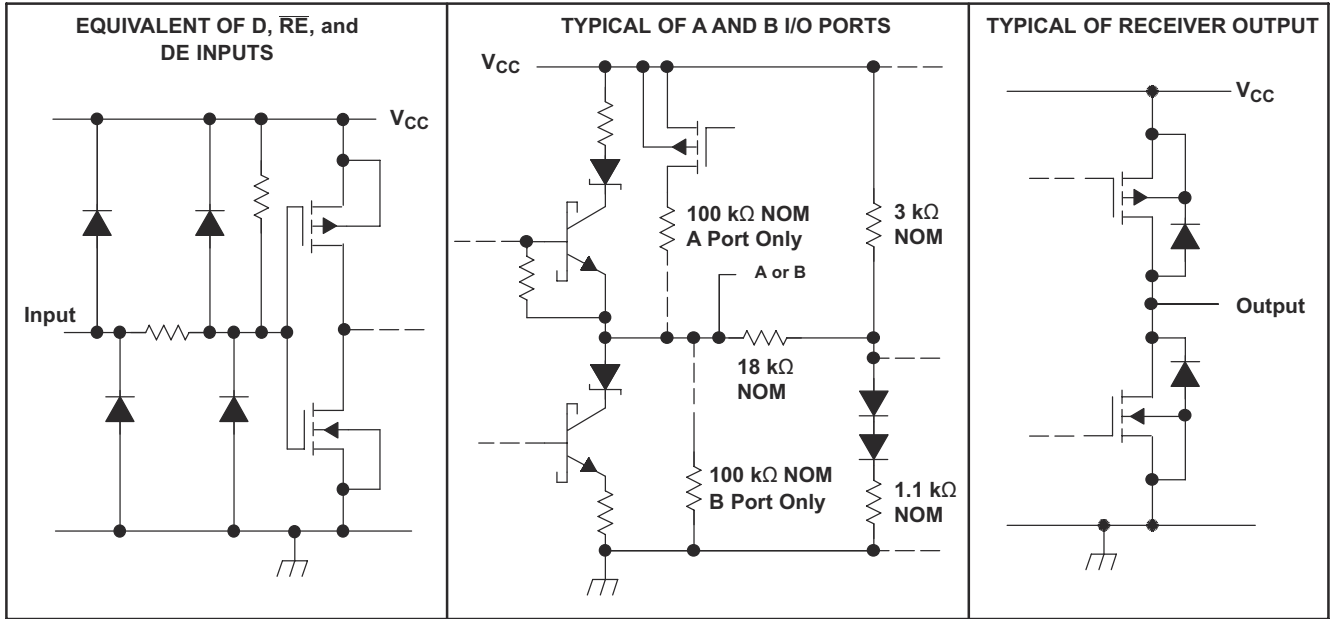 EQUIVALENT OF D, R̅E̅, and
DE INPUTS
VCC
Input
TYPICAL OF A AND B I/O PORTS
VCC
100 kΩ NOM
A Port Only
3 kΩ
NOM
A or B
18 kΩ
NOM
100 kΩ NOM
B Port Only
1.1 kΩ
NOM
TYPICAL OF RECEIVER OUTPUT
VCC
Output